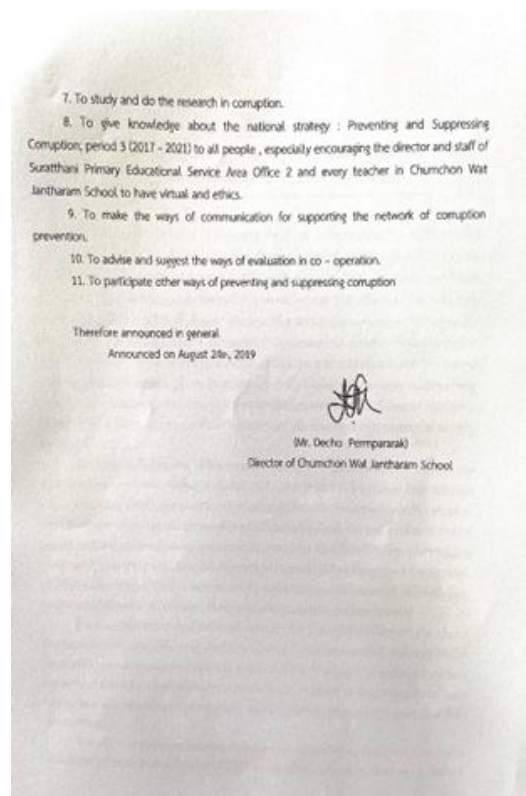 7. To study and do the research in corruption.
8. To give knowledge about the national strategy : Preventing and Suppressing
Corruption, period 3 (2017 - 2021) to all people , especially encouraging the director and staff of
Suratthani Primary Educational Service Area Office 2 and every teacher in Chumchon Wat
Jantharam School to have virtual and ethics.
9. To make the ways of communication for supporting the network of corruption
prevention.
10. To advise and suggest the ways of evaluation in co - operation.
11. To participate other ways of preventing and suppressing corruption
Therefore announced in general
Announced on August 2019
(Mr. Decho Permpararak)
Director of Chumchon Wat Jantharam School